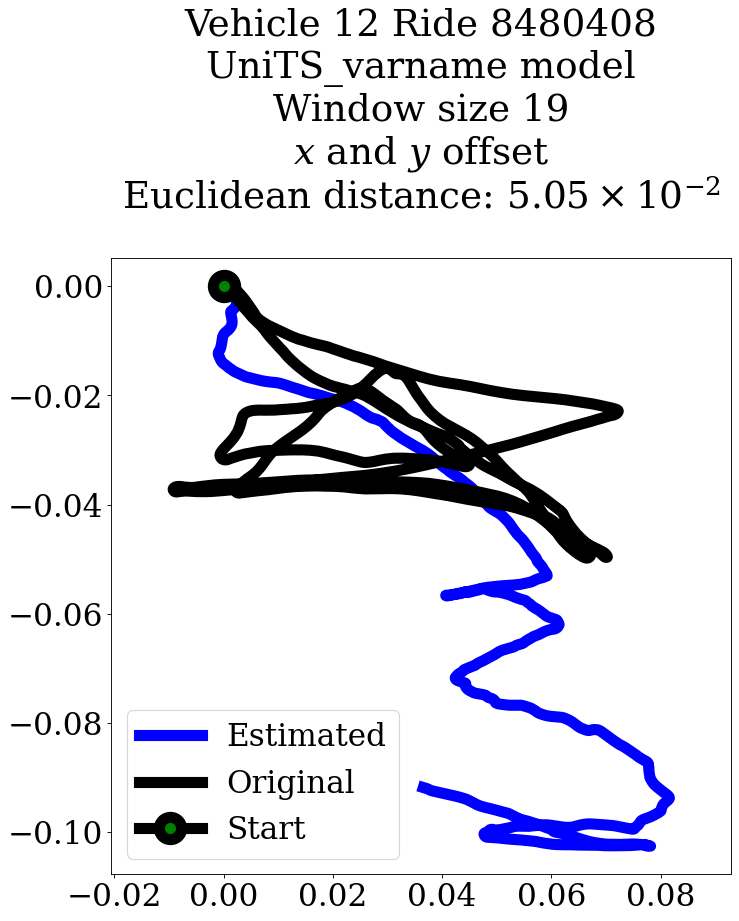 Vehicle 12 Ride 8480408
UniTS_varname model
Window size 19
x and y offset
Euclidean distance: 5.05 × 10⁻²
0.00
−0.02
−0.04
−0.06
−0.08
−0.10
Estimated
Original
Start
−0.02 0.00 0.02 0.04 0.06 0.08